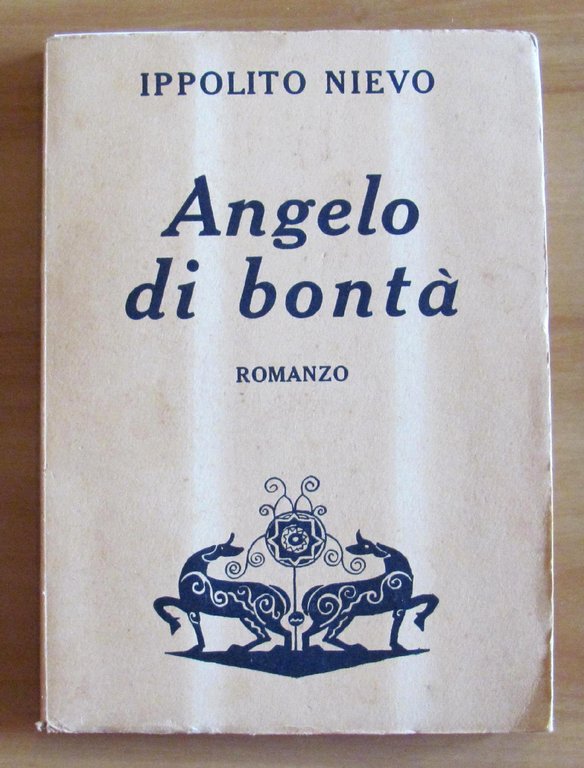 IPPOLITO NIEVO
Angelo
di bontà
ROMANZO